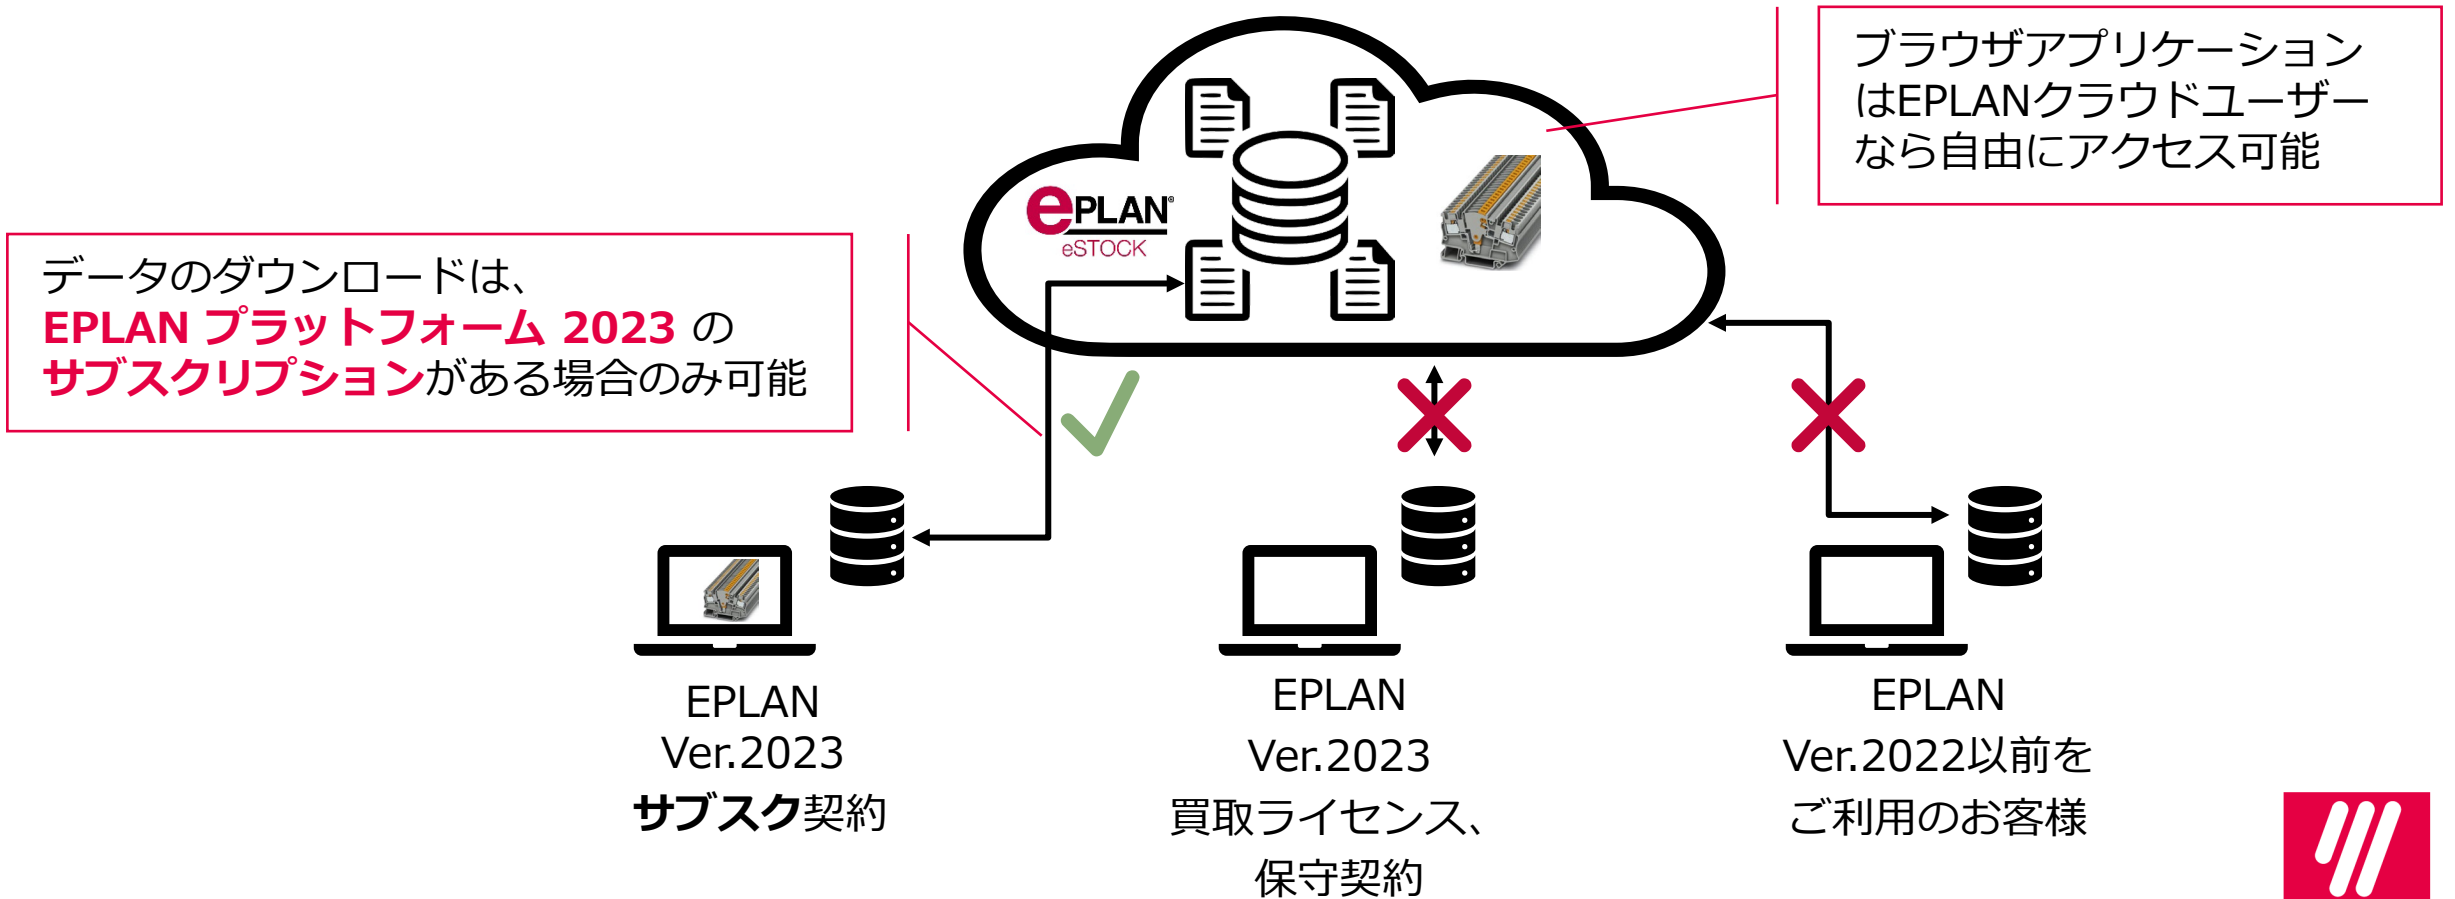 ブラウザアプリケーション
はEPLANクラウドユーザー
なら自由にアクセス可能
ePLAN®
eSTOCK
データのダウンロードは、
EPLAN プラットフォーム 2023 の
サブスクリプションがある場合のみ可能
EPLAN
Ver.2023
サブスク契約
EPLAN
Ver.2023
買取ライセンス、
保守契約
EPLAN
Ver.2022以前を
ご利用のお客様